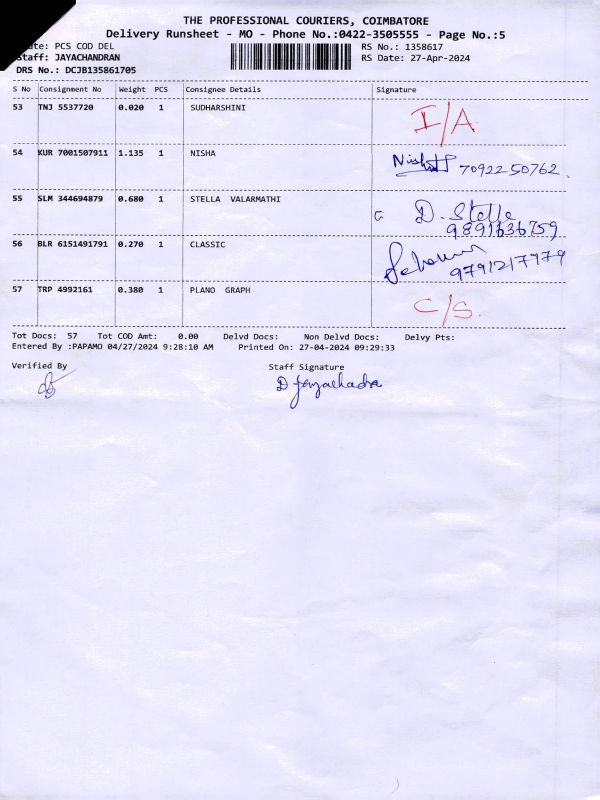 THE PROFESSIONAL COURIERS, COIMBATORE
Delivery Runsheet - MO - Phone No.:0422-3505555 - Page No.:5
PCS COD DEL
RS No.: 1358617
Staff: JAYACHANDRAN
RS Date: 27-Apr-2024
DRS No.: DCJB135861705
S No Consignment No Weight PCS Consignee Details Signature
53 TNJ 5537720 0.020 1 SUDHARSHINI I/A
54 KUR 7001507911 1.135 1 NISHA 7092250762.
55 SLM 344694879 0.680 1 STELLA VALARMATHI D. Stelle
9891636759
56 BLR 6151491791 0.270 1 CLASSIC
9791217979
57 TRP 4992161 0.380 1 PLANO GRAPH C/S.
Tot Docs: 57 Tot COD Amt: 0.00 Delvd Docs: Non Delvd Docs: Delvy Pts:
Entered By :PAPAMO 04/27/2024 9:28:10 AM Printed On: 27-04-2024 09:29:33
Verified By Staff Signature
D Jayachadra